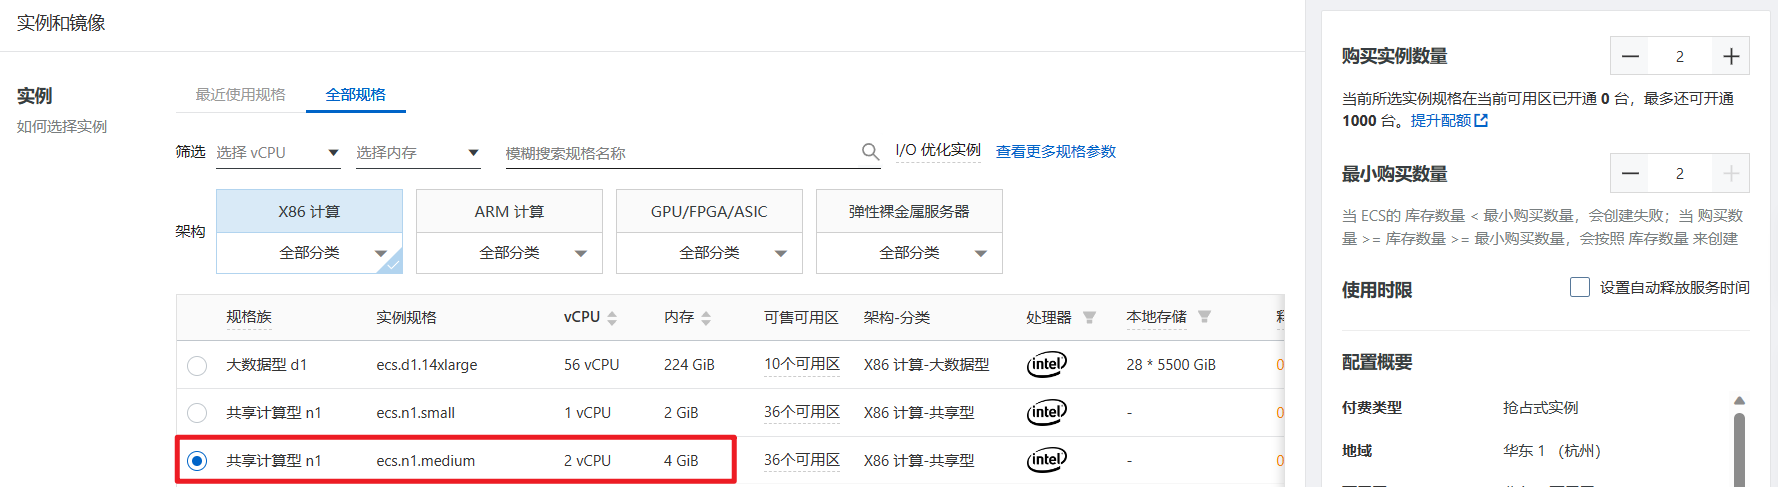 实例和镜像
实例
如何选择实例
最近使用规格 全部规格
筛选 选择 vCPU 选择内存 模糊搜索规格名称 I/O 优化实例 查看更多规格参数
架构
X86 计算 ARM 计算 GPU/FPGA/ASIC 弹性裸金属服务器
全部分类 全部分类 全部分类 全部分类
规格族 实例规格 vCPU 内存 可售可用区 架构-分类 处理器 本地存储
大数据型 d1 ecs.d1.14xlarge 56 vCPU 224 GiB 10个可用区 X86 计算-大数据型 intel 28 * 5500 GiB 0
共享计算型 n1 ecs.n1.small 1 vCPU 2 GiB 36个可用区 X86 计算-共享型 intel - 0
共享计算型 n1 ecs.n1.medium 2 vCPU 4 GiB 36个可用区 X86 计算-共享型 intel - 0
购买实例数量 2
当前所选实例规格在当前可用区已开通 0 台，最多还可开通
1000 台。提升配额
最小购买数量 2
当 ECS的 库存数量 < 最小购买数量，会创建失败；当 购买数
量 >= 库存数量 >= 最小购买数量，会按照 库存数量 来创建
使用时限 设置自动释放服务时间
配置概要
付费类型 抢占式实例
地域 华东 1 （杭州）